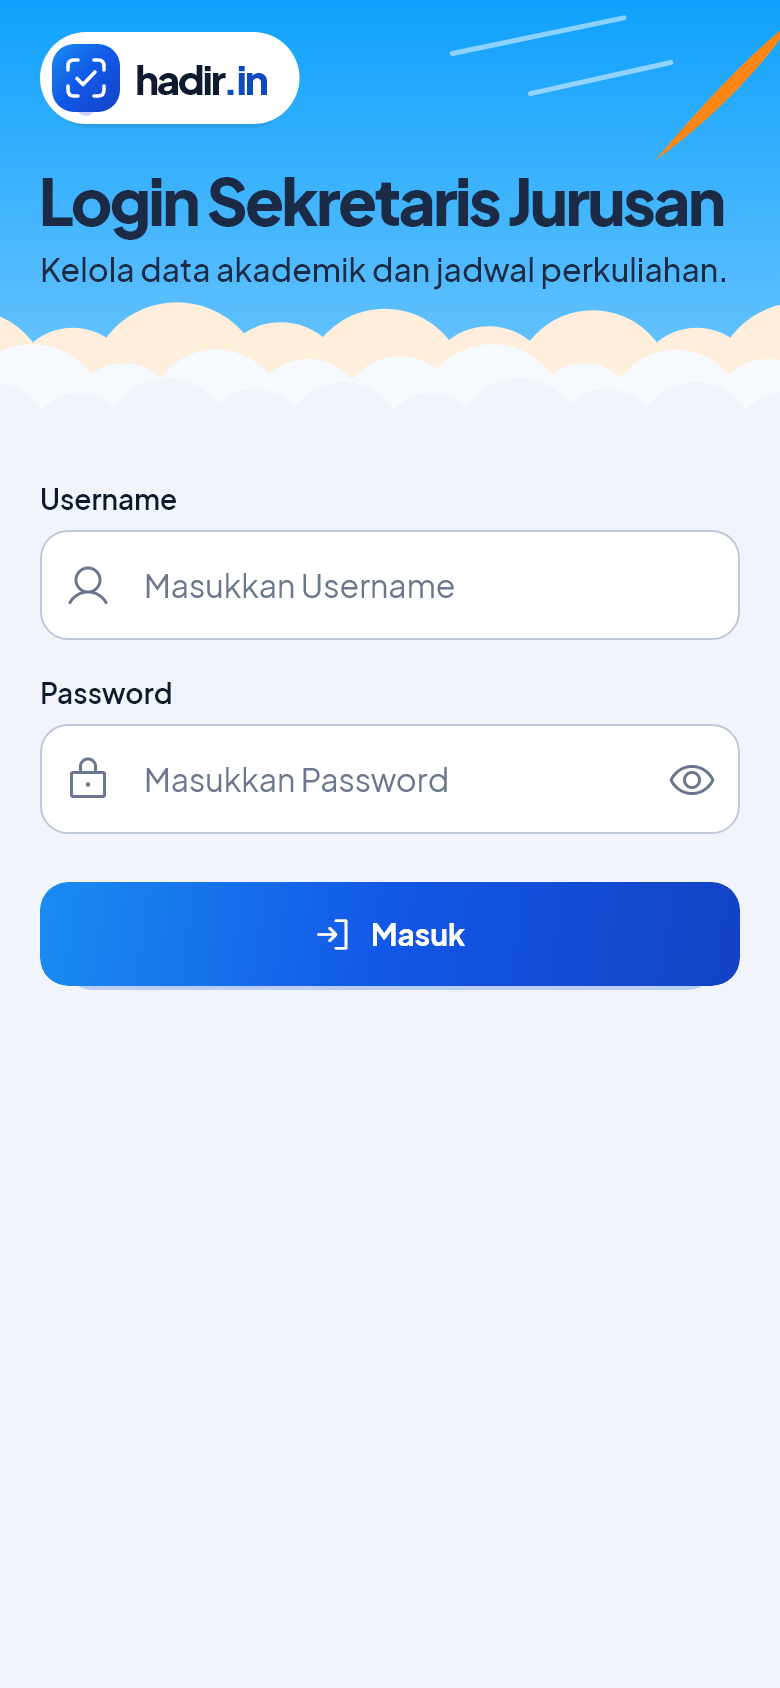 hadir.in
Login Sekretaris Jurusan
Kelola data akademik dan jadwal perkuliahan.
Username
Masukkan Username
Password
Masukkan Password
Masuk